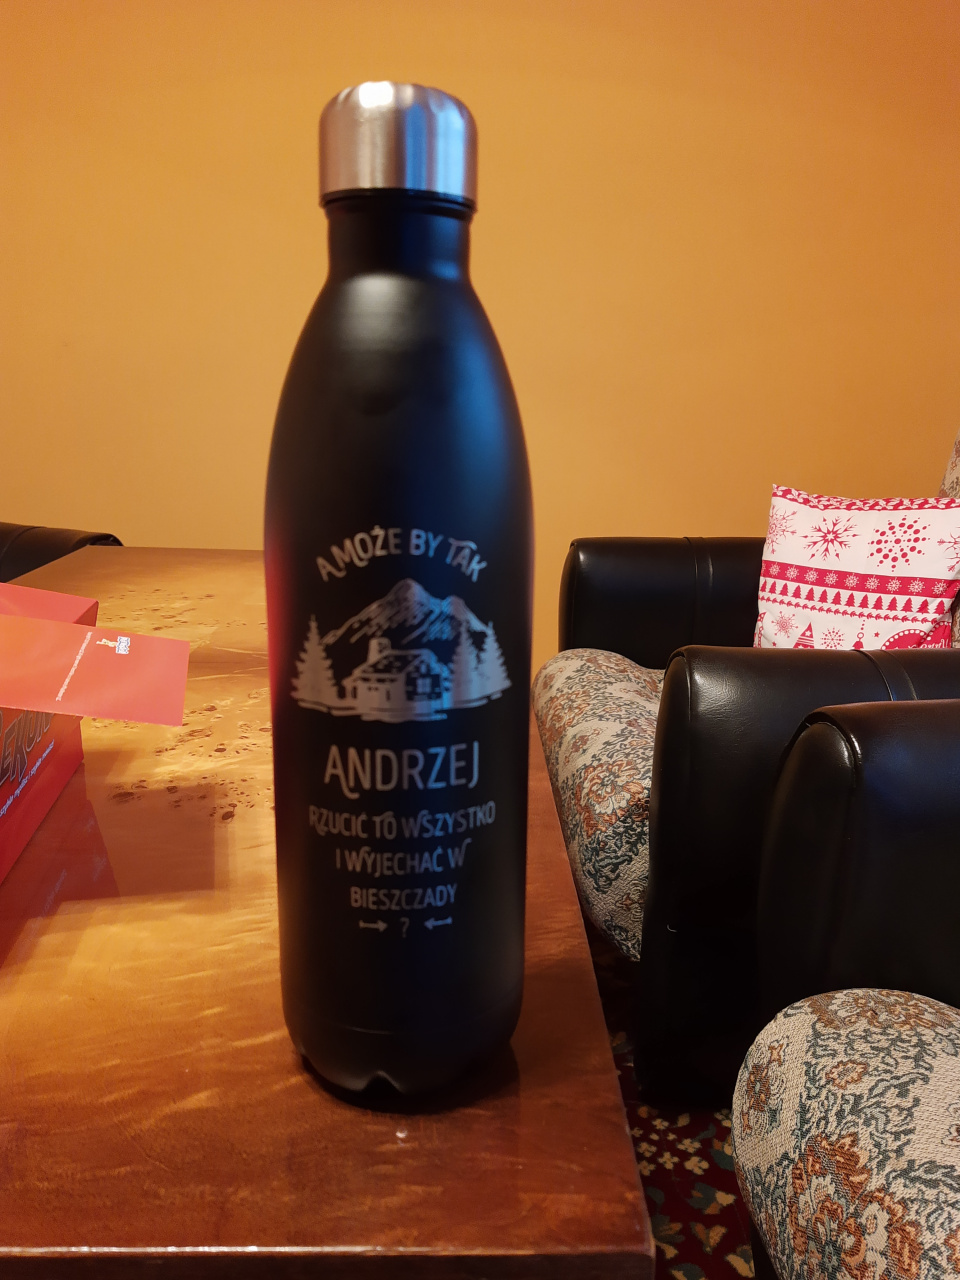 A MOŻE BY TAK
ANDRZEJ
RZUCIĆ TO WSZYSTKO
I WYJECHAĆ W
BIESZCZADY
?